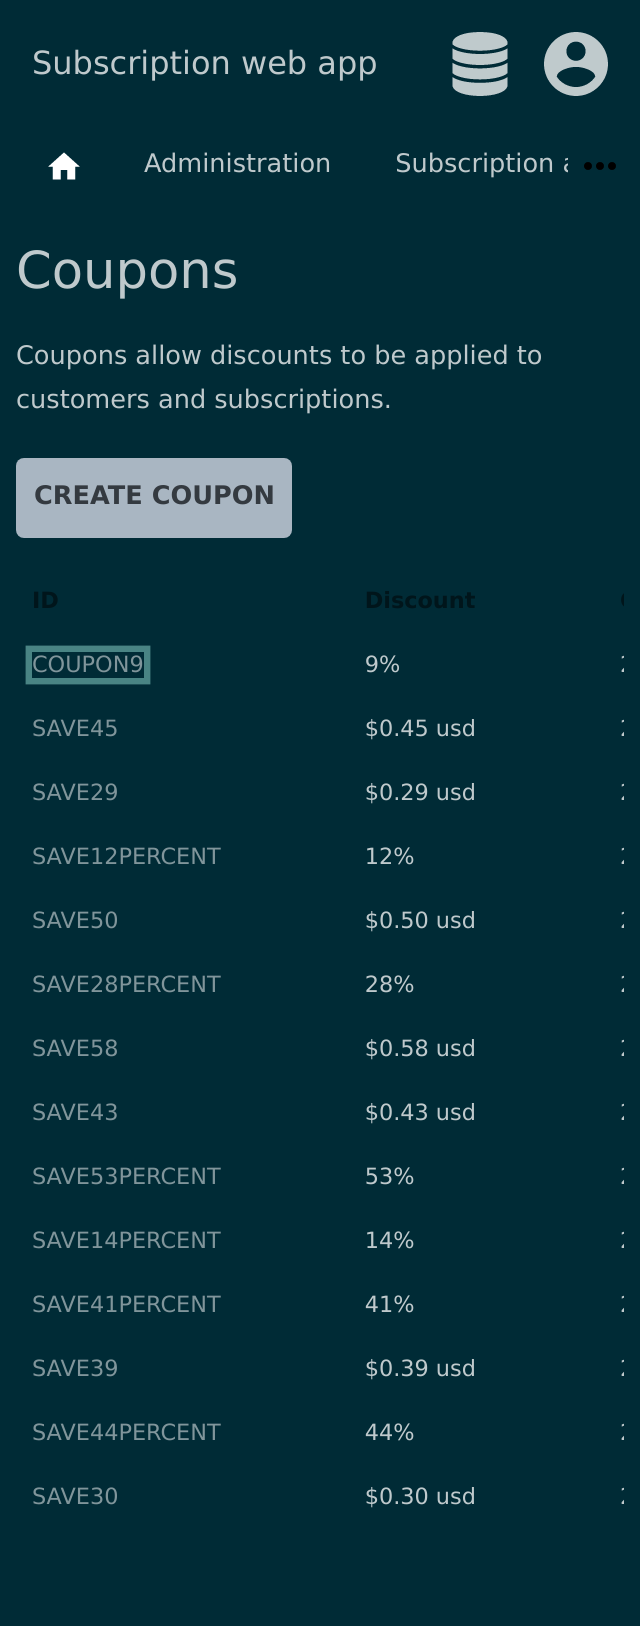 Subscription web app
Administration Subscription
Coupons
Coupons allow discounts to be applied to
customers and subscriptions.
CREATE COUPON
ID Discount
COUPON9 9%
SAVE45 $0.45 usd
SAVE29 $0.29 usd
SAVE12PERCENT 12%
SAVE50 $0.50 usd
SAVE28PERCENT 28%
SAVE58 $0.58 usd
SAVE43 $0.43 usd
SAVE53PERCENT 53%
SAVE14PERCENT 14%
SAVE41PERCENT 41%
SAVE39 $0.39 usd
SAVE44PERCENT 44%
SAVE30 $0.30 usd